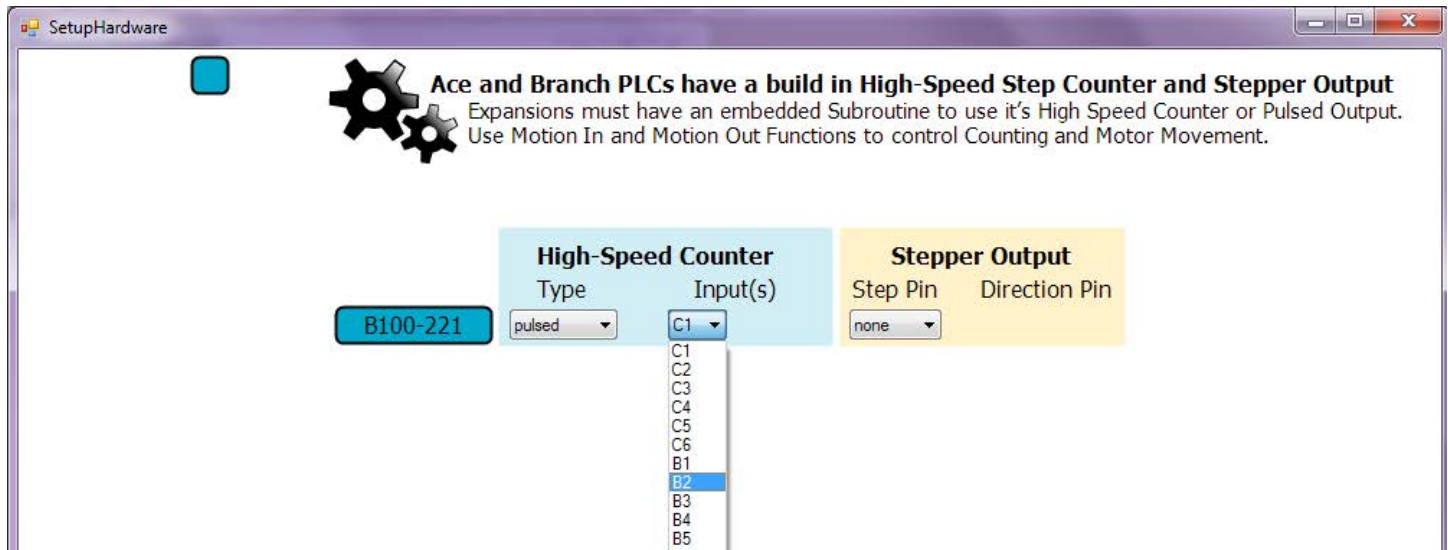 SetupHardware
Ace and Branch PLCs have a build in High-Speed Step Counter and Stepper Output
Expansions must have an embedded Subroutine to use it's High Speed Counter or Pulsed Output.
Use Motion In and Motion Out Functions to control Counting and Motor Movement.
High-Speed Counter
Stepper Output
Type
Input(s)
Step Pin
Direction Pin
B100-221
pulsed
C1
none
C1
C2
C3
C4
C5
C6
B1
B2
B3
B4
B5